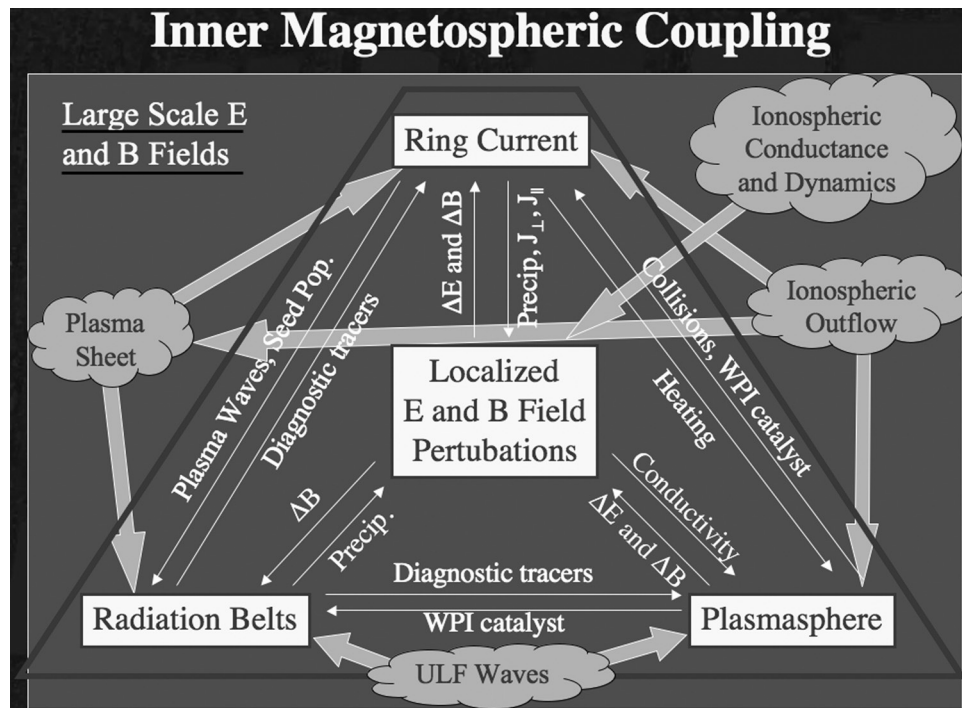 Inner Magnetospheric Coupling
Large Scale E
and B Fields
Ring Current
Ionospheric
Conductance
and Dynamics
ΔE and ΔB
Precip, J⊥, J∥
Plasma Waves, Seed Pop.
Diagnostic tracers
Collisions, WPI catalyst
Heating
Plasma
Sheet
Ionospheric
Outflow
Localized
E and B Field
Pertubations
ΔB
Precip.
Conductivity
ΔE and ΔB
Diagnostic tracers
WPI catalyst
Radiation Belts
Plasmasphere
ULF Waves